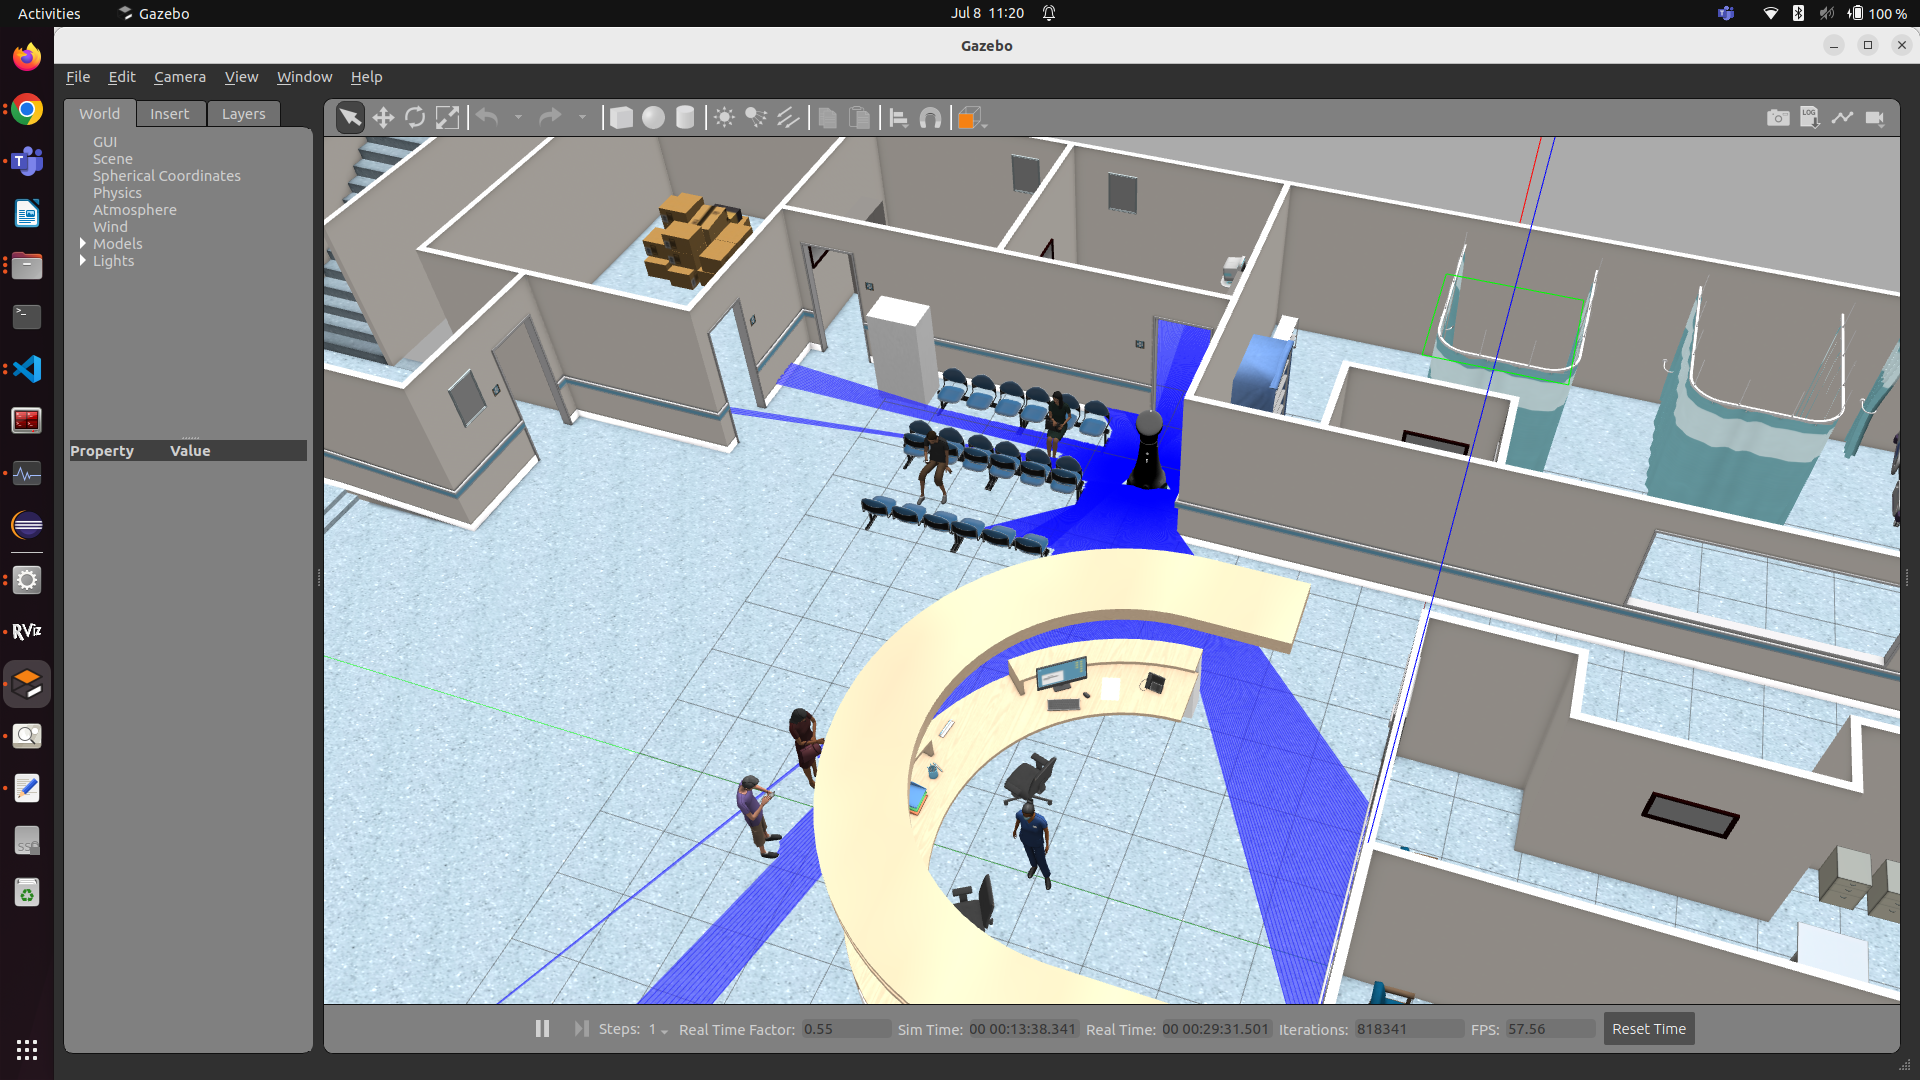 Activities
Gazebo
Jul 8 11:20
100 %
Gazebo
File Edit Camera View Window Help
World Insert Layers
LOG
GUI
Scene
Spherical Coordinates
Physics
Atmosphere
Wind
Models
Lights
Property Value
RViz
Steps: 1 Real Time Factor: 0.55 Sim Time: 00 00:13:38.341 Real Time: 00 00:29:31.501 Iterations: 818341 FPS: 57.56 Reset Time